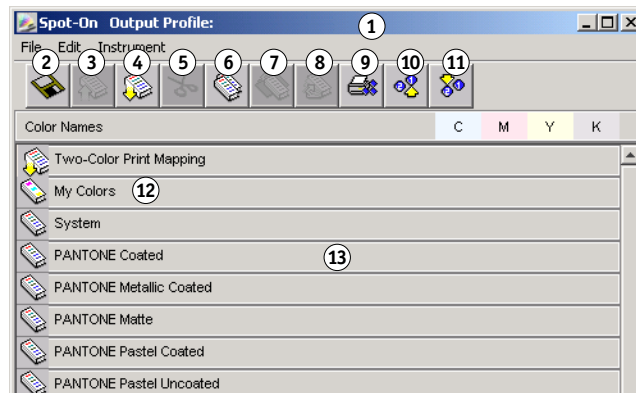 Spot-On Output Profile: 1
File Edit Instrument
2 3 4 5 6 7 8 9 10 11
Color Names C M Y K
Two-Color Print Mapping
My Colors 12
System
PANTONE Coated 13
PANTONE Metallic Coated
PANTONE Matte
PANTONE Pastel Coated
PANTONE Pastel Uncoated